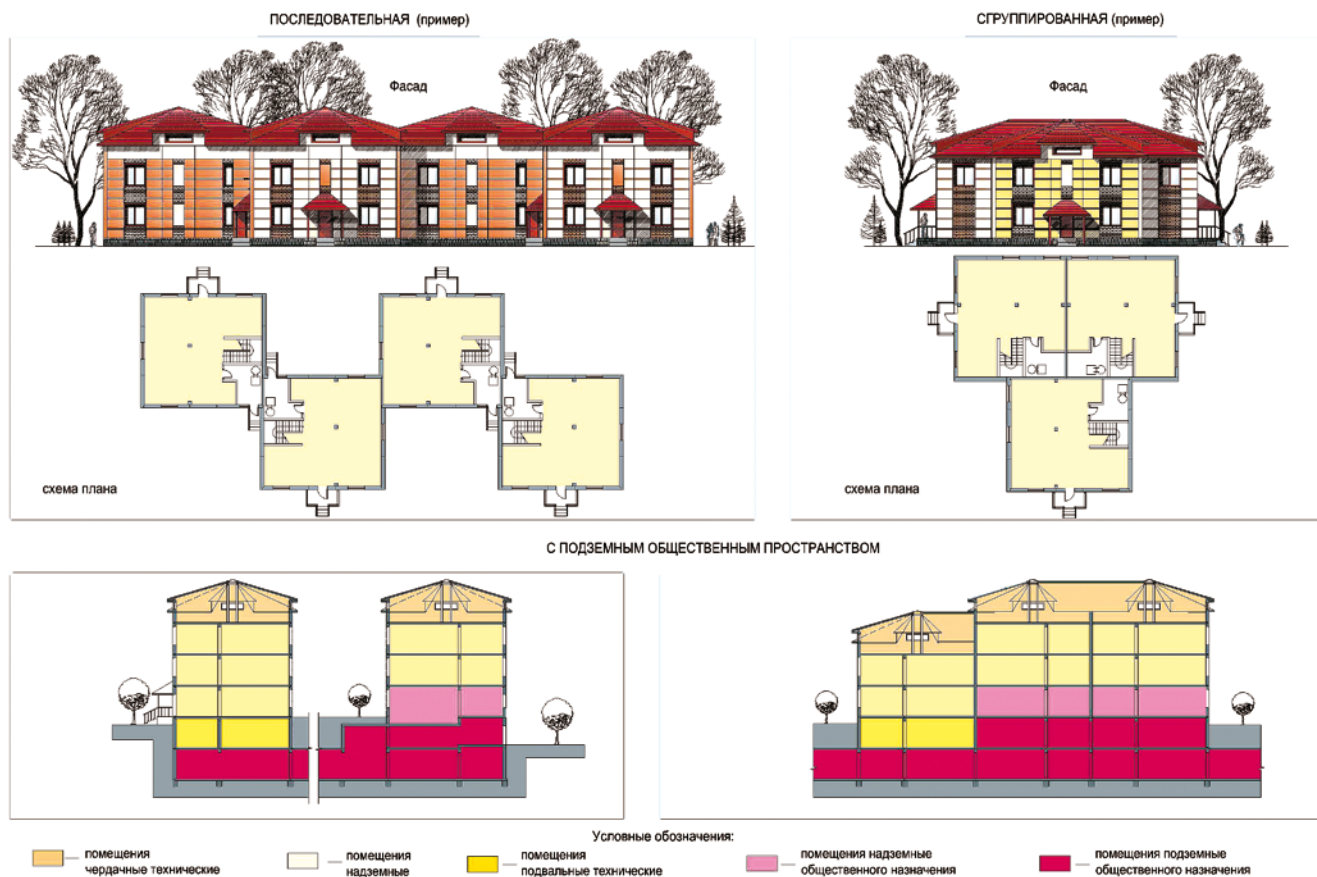 ПОСЛЕДОВАТЕЛЬНАЯ (пример)
СГРУППИРОВАННАЯ (пример)
Фасад
Фасад
схема плана
схема плана
С ПОДЗЕМНЫМ ОБЩЕСТВЕННЫМ ПРОСТРАНСТВОМ
Условные обозначения:
помещения
чердачные технические
помещения
надземные
помещения
подвальные технические
помещения надземные
общественного назначения
помещения подземные
общественного назначения